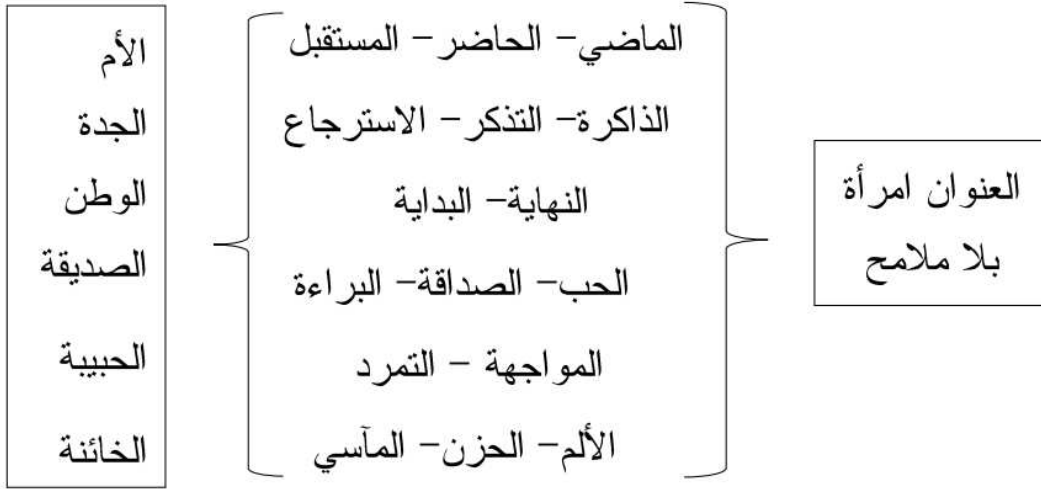 العنوان امرأة
بلا ملامح
الماضي– الحاضر– المستقبل
الذاكرة– التذكر– الاسترجاع
النهاية– البداية
الحب– الصداقة– البراءة
المواجهة – التمرد
الألم– الحزن– المآسي
الأم
الجدة
الوطن
الصديقة
الحبيبة
الخائنة